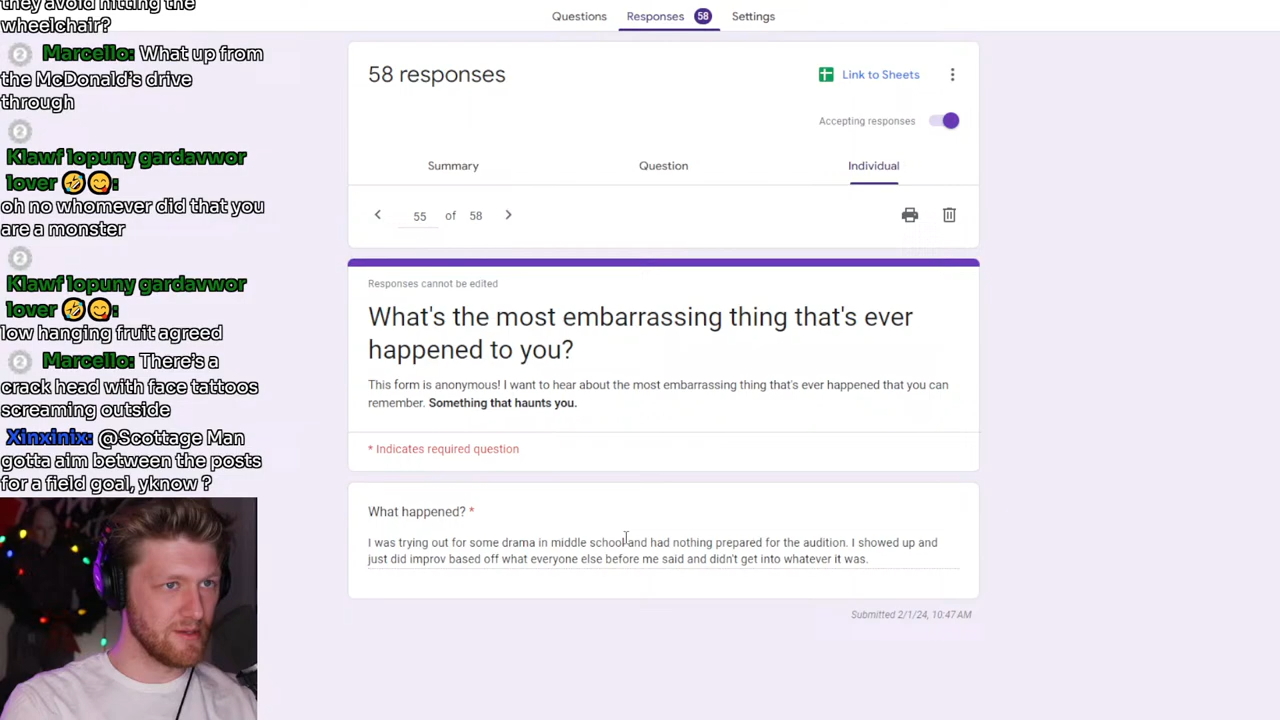 they avoid hitting the
wheelchair?
Marcello: What up from
the McDonald's drive
through
Klawf lopuny gardavwor
lover 🤣😋:
oh no whomever did that you
are a monster
Klawf lopuny gardavwor
lover 🤣😋:
low hanging fruit agreed
Marcello: There's a
crack head with face tattoos
screaming outside
Xinxinix: @Scottage Man
gotta aim between the posts
for a field goal, yknow ?
Questions Responses 58 Settings
58 responses
Link to Sheets
Accepting responses
Summary Question Individual
55 of 58
Responses cannot be edited
What's the most embarrassing thing that's ever
happened to you?
This form is anonymous! I want to hear about the most embarrassing thing that's ever happened that you can
remember. Something that haunts you.
* Indicates required question
What happened? *
I was trying out for some drama in middle school and had nothing prepared for the audition. I showed up and
just did improv based off what everyone else before me said and didn't get into whatever it was.
Submitted 2/1/24, 10:47 AM